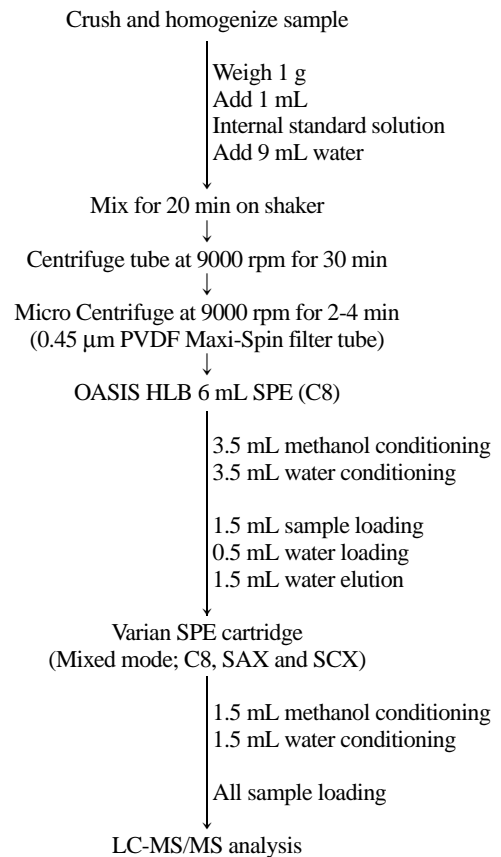 Crush and homogenize sample
Weigh 1 g
Add 1 mL
Internal standard solution
Add 9 mL water
Mix for 20 min on shaker
Centrifuge tube at 9000 rpm for 30 min
Micro Centrifuge at 9000 rpm for 2-4 min
(0.45 μm PVDF Maxi-Spin filter tube)
OASIS HLB 6 mL SPE (C8)
3.5 mL methanol conditioning
3.5 mL water conditioning
1.5 mL sample loading
0.5 mL water loading
1.5 mL water elution
Varian SPE cartridge
(Mixed mode; C8, SAX and SCX)
1.5 mL methanol conditioning
1.5 mL water conditioning
All sample loading
LC-MS/MS analysis